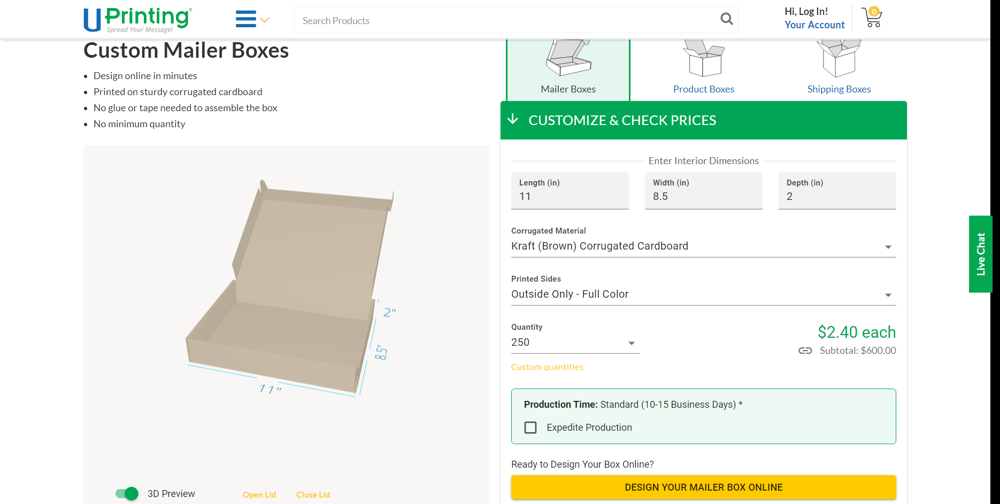 UPrinting®
Spread Your Message!
Search Products
Hi, Log In!
Your Account
0
Custom Mailer Boxes
• Design online in minutes
• Printed on sturdy corrugated cardboard
• No glue or tape needed to assemble the box
• No minimum quantity
Mailer Boxes
Product Boxes
Shipping Boxes
CUSTOMIZE & CHECK PRICES
Enter Interior Dimensions
Length (in)
11
Width (in)
8.5
Depth (in)
2
Corrugated Material
Kraft (Brown) Corrugated Cardboard
Printed Sides
Outside Only - Full Color
Quantity
250
$2.40 each
Subtotal: $600.00
Custom quantities
Production Time: Standard (10-15 Business Days) *
Expedite Production
Ready to Design Your Box Online?
DESIGN YOUR MAILER BOX ONLINE
2"
8.5"
11"
3D Preview
Open Lid
Close Lid
Live Chat